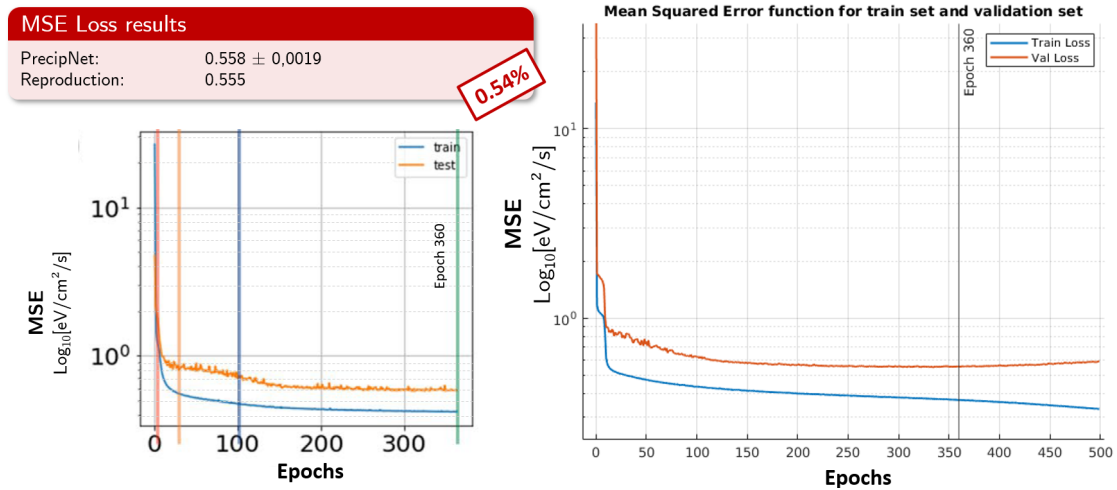 MSE Loss results
PrecipNet: 0.558 ± 0,0019
Reproduction: 0.555
0.54%
train
test
10¹
10⁰
Epoch 360
MSE
Log₁₀[eV/cm²/s]
0 100 200 300
Epochs
Mean Squared Error function for train set and validation set
Train Loss
Val Loss
Epoch 360
10¹
10⁰
MSE
Log₁₀[eV/cm²/s]
0 50 100 150 200 250 300 350 400 450 500
Epochs